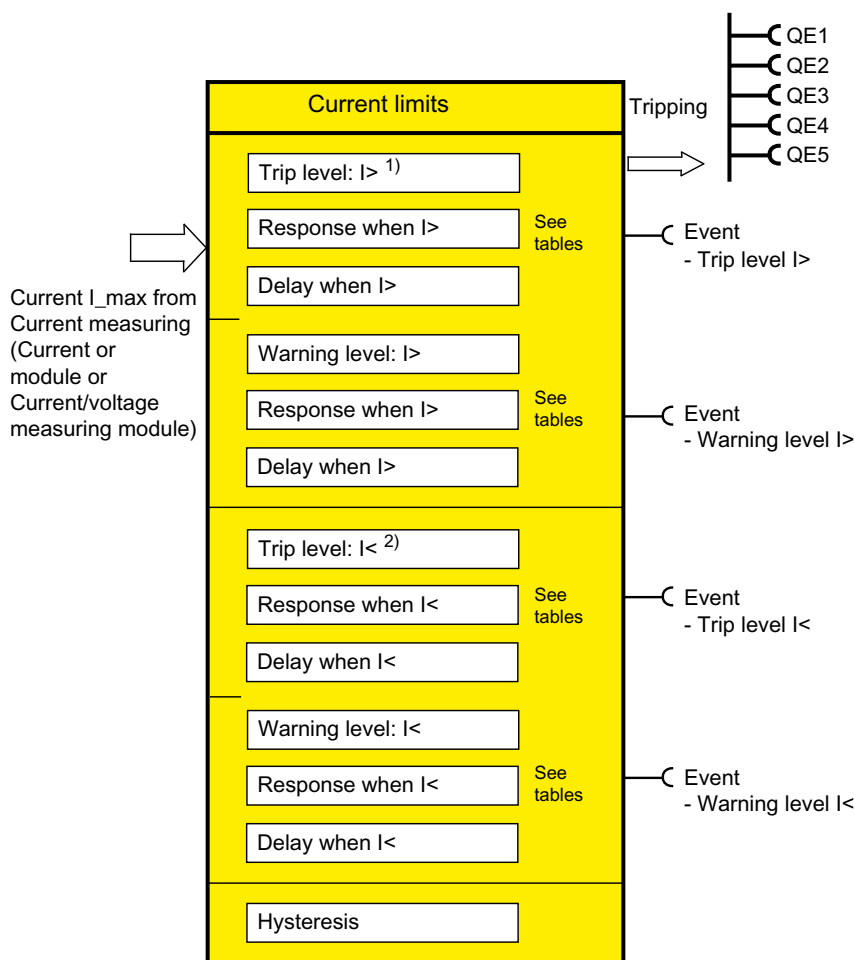 Current limits
Tripping
QE1
QE2
QE3
QE4
QE5
Trip level: I> 1)
Response when I>
See
tables
Delay when I>
Event
- Trip level I>
Current I_max from
Current measuring
(Current or
module or
Current/voltage
measuring module)
Warning level: I>
Response when I>
See
tables
Delay when I>
Event
- Warning level I>
Trip level: I< 2)
Response when I<
See
tables
Delay when I<
Event
- Trip level I<
Warning level: I<
Response when I<
See
tables
Delay when I<
Event
- Warning level I<
Hysteresis